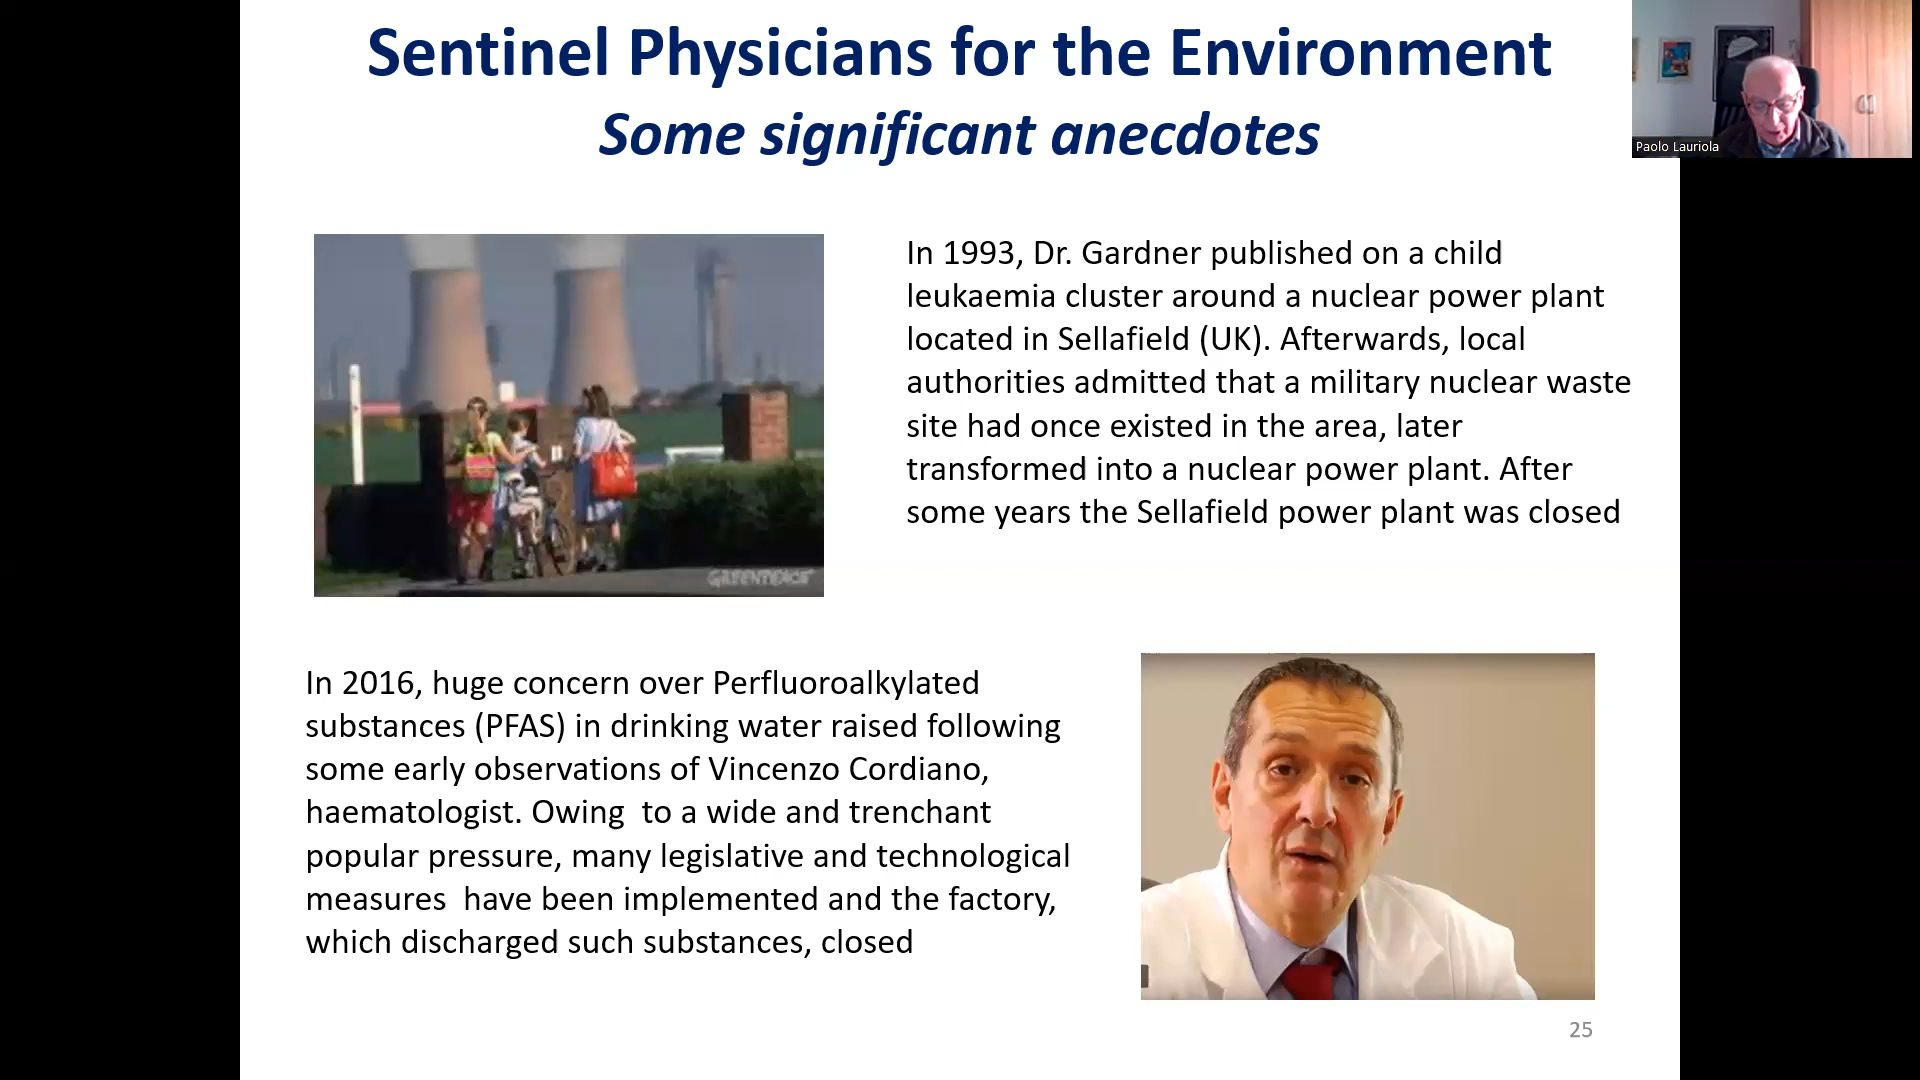 Sentinel Physicians for the Environment
Some significant anecdotes
Paolo Lauriola
In 1993, Dr. Gardner published on a child
leukaemia cluster around a nuclear power plant
located in Sellafield (UK). Afterwards, local
authorities admitted that a military nuclear waste
site had once existed in the area, later
transformed into a nuclear power plant. After
some years the Sellafield power plant was closed
GREENPEACE
In 2016, huge concern over Perfluoroalkylated
substances (PFAS) in drinking water raised following
some early observations of Vincenzo Cordiano,
haematologist. Owing  to a wide and trenchant
popular pressure, many legislative and technological
measures  have been implemented and the factory,
which discharged such substances, closed
25